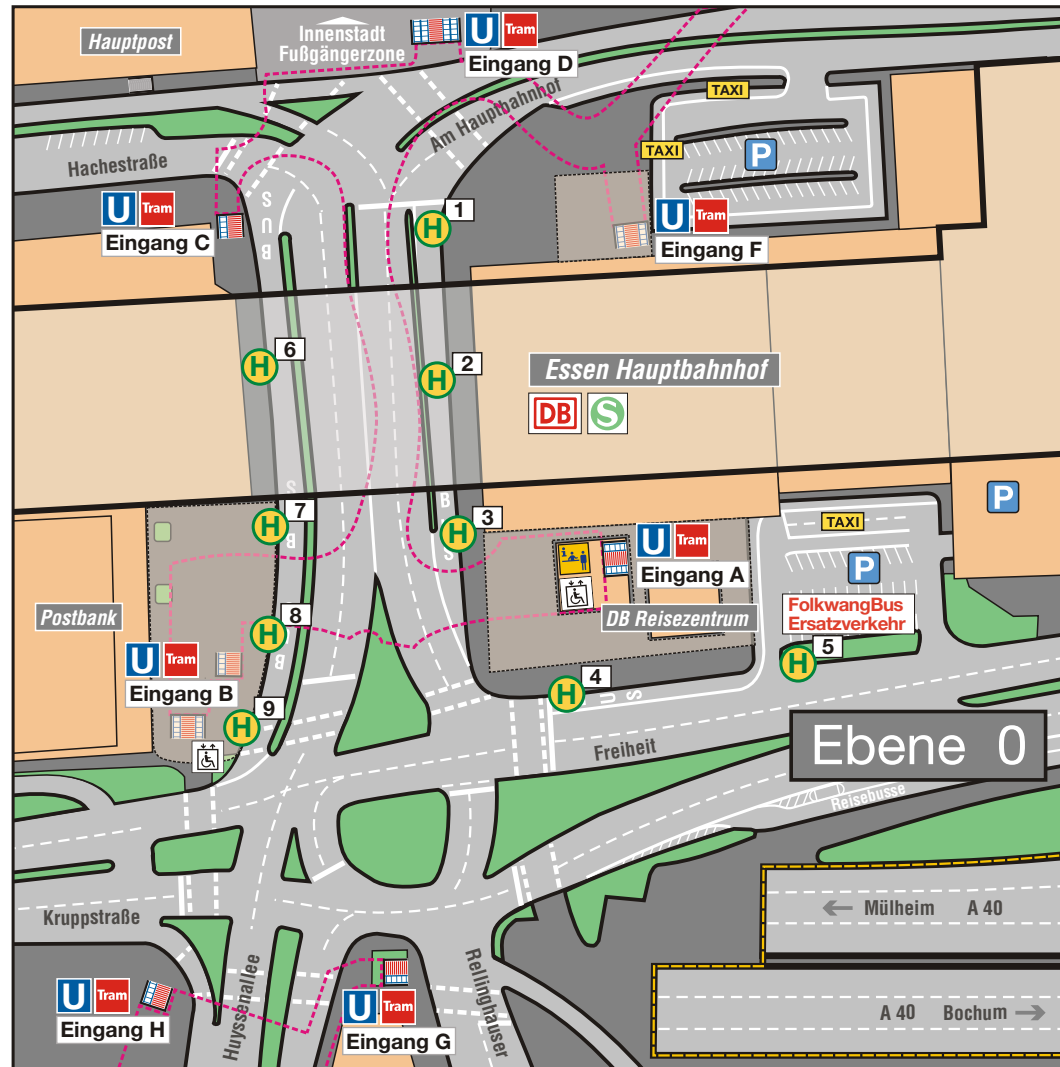 Hauptpost
Innenstadt
Fußgängerzone
U Tram
Eingang D
Am Hauptbahnhof
TAXI
TAXI
P
Hachestraße
U Tram
Eingang C
S
U
B
H 1
U Tram
Eingang F
H 6
H 2
Essen Hauptbahnhof
DB S
P
S
B
H 7
B
S
H 3
TAXI
U Tram
Eingang A
i
P
Postbank
H 8
B
DB Reisezentrum
FolkwangBus
Ersatzverkehr
H 5
U Tram
Eingang B
H 4
U S
H 9
Freiheit
Ebene 0
Reisebusse
Kruppstraße
Mülheim A 40
Huyssenallee
Rellinghauser
U Tram
Eingang H
U Tram
Eingang G
A 40 Bochum